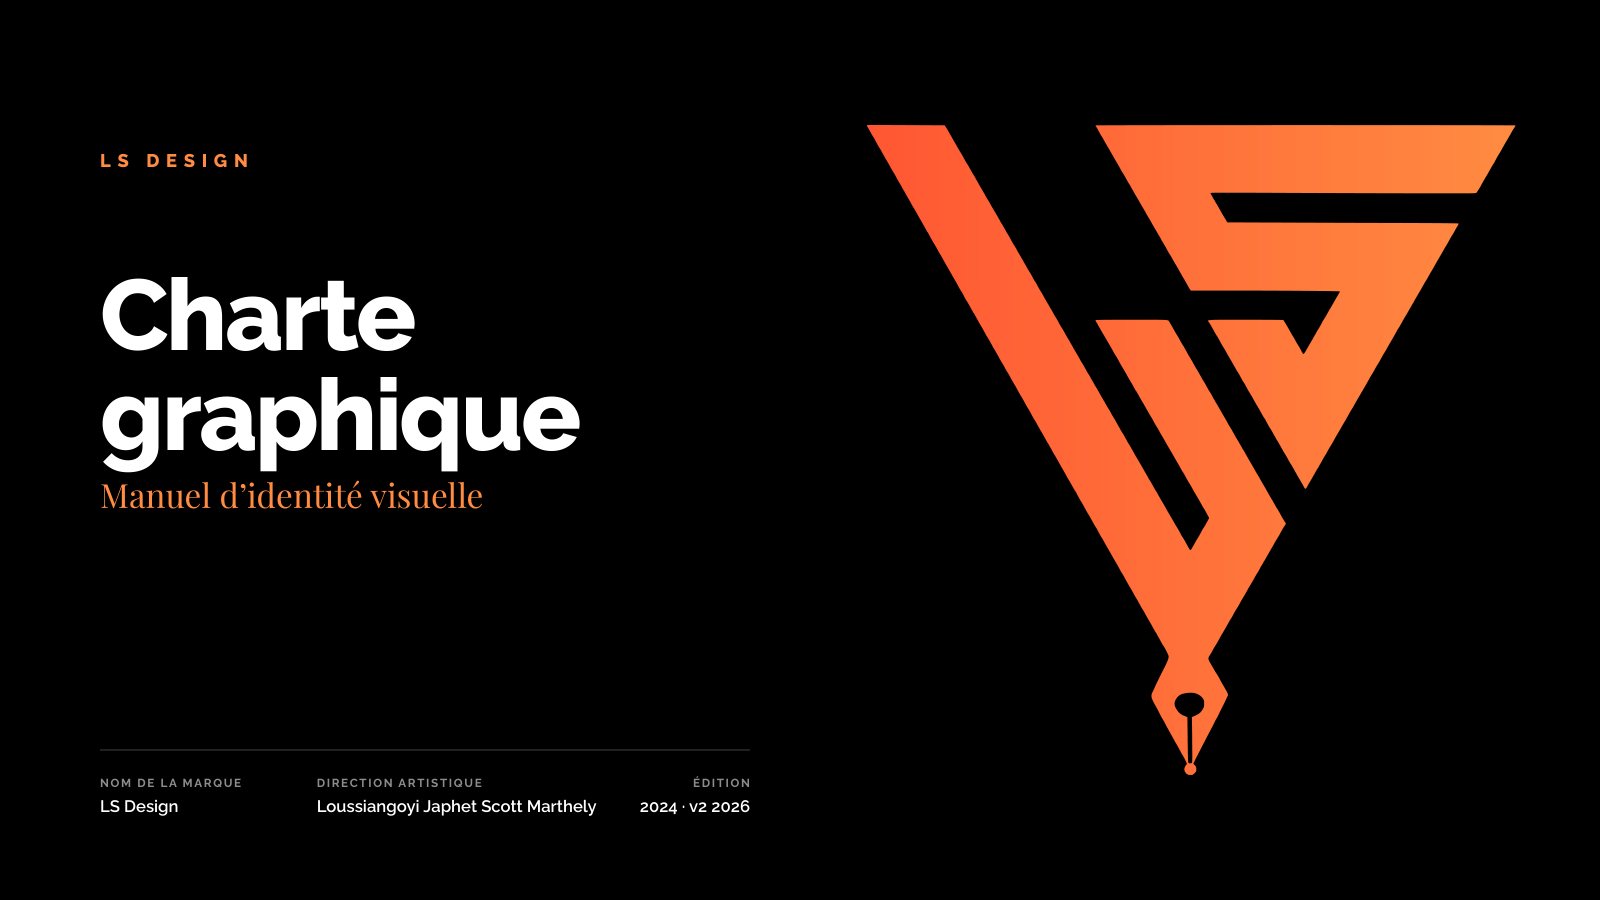 LS DESIGN
Charte
graphique
Manuel d’identité visuelle
NOM DE LA MARQUE
LS Design
DIRECTION ARTISTIQUE
Loussiangoyi Japhet Scott Marthely
ÉDITION
2024 · v2 2026